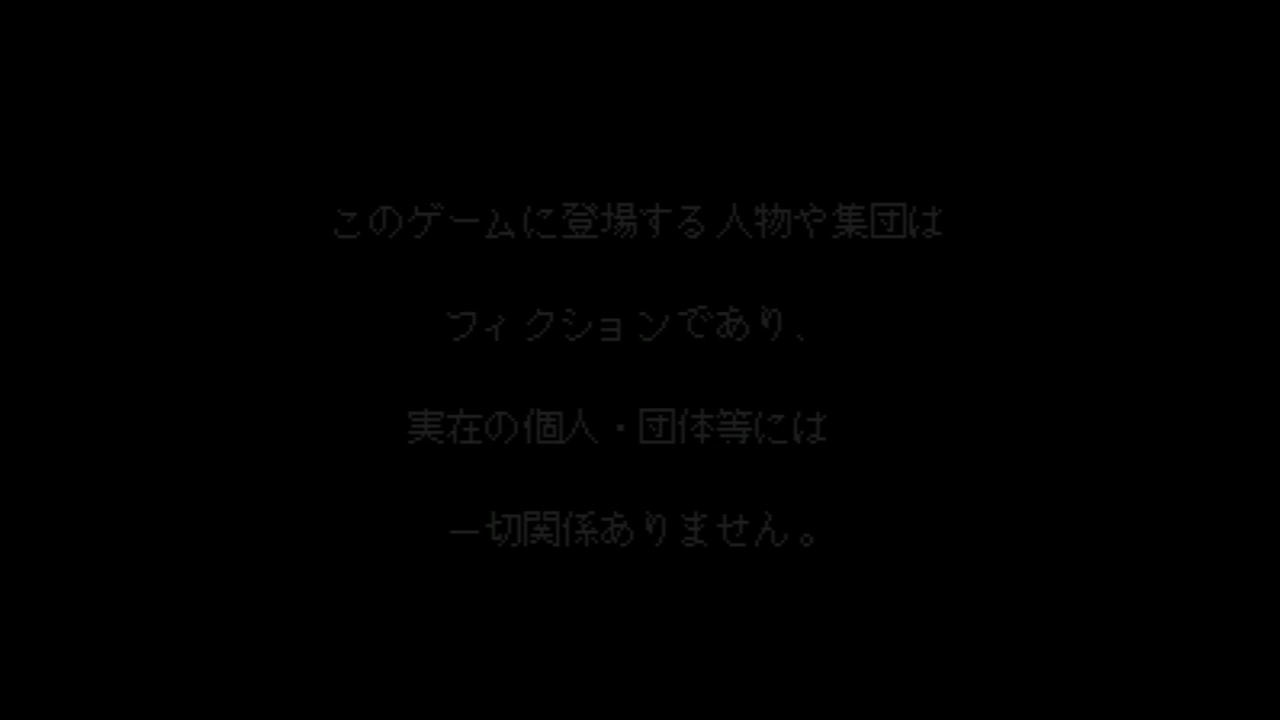 このゲームに登場する人物や集団は
フィクションであり、
実在の個人・団体等には
一切関係ありません。